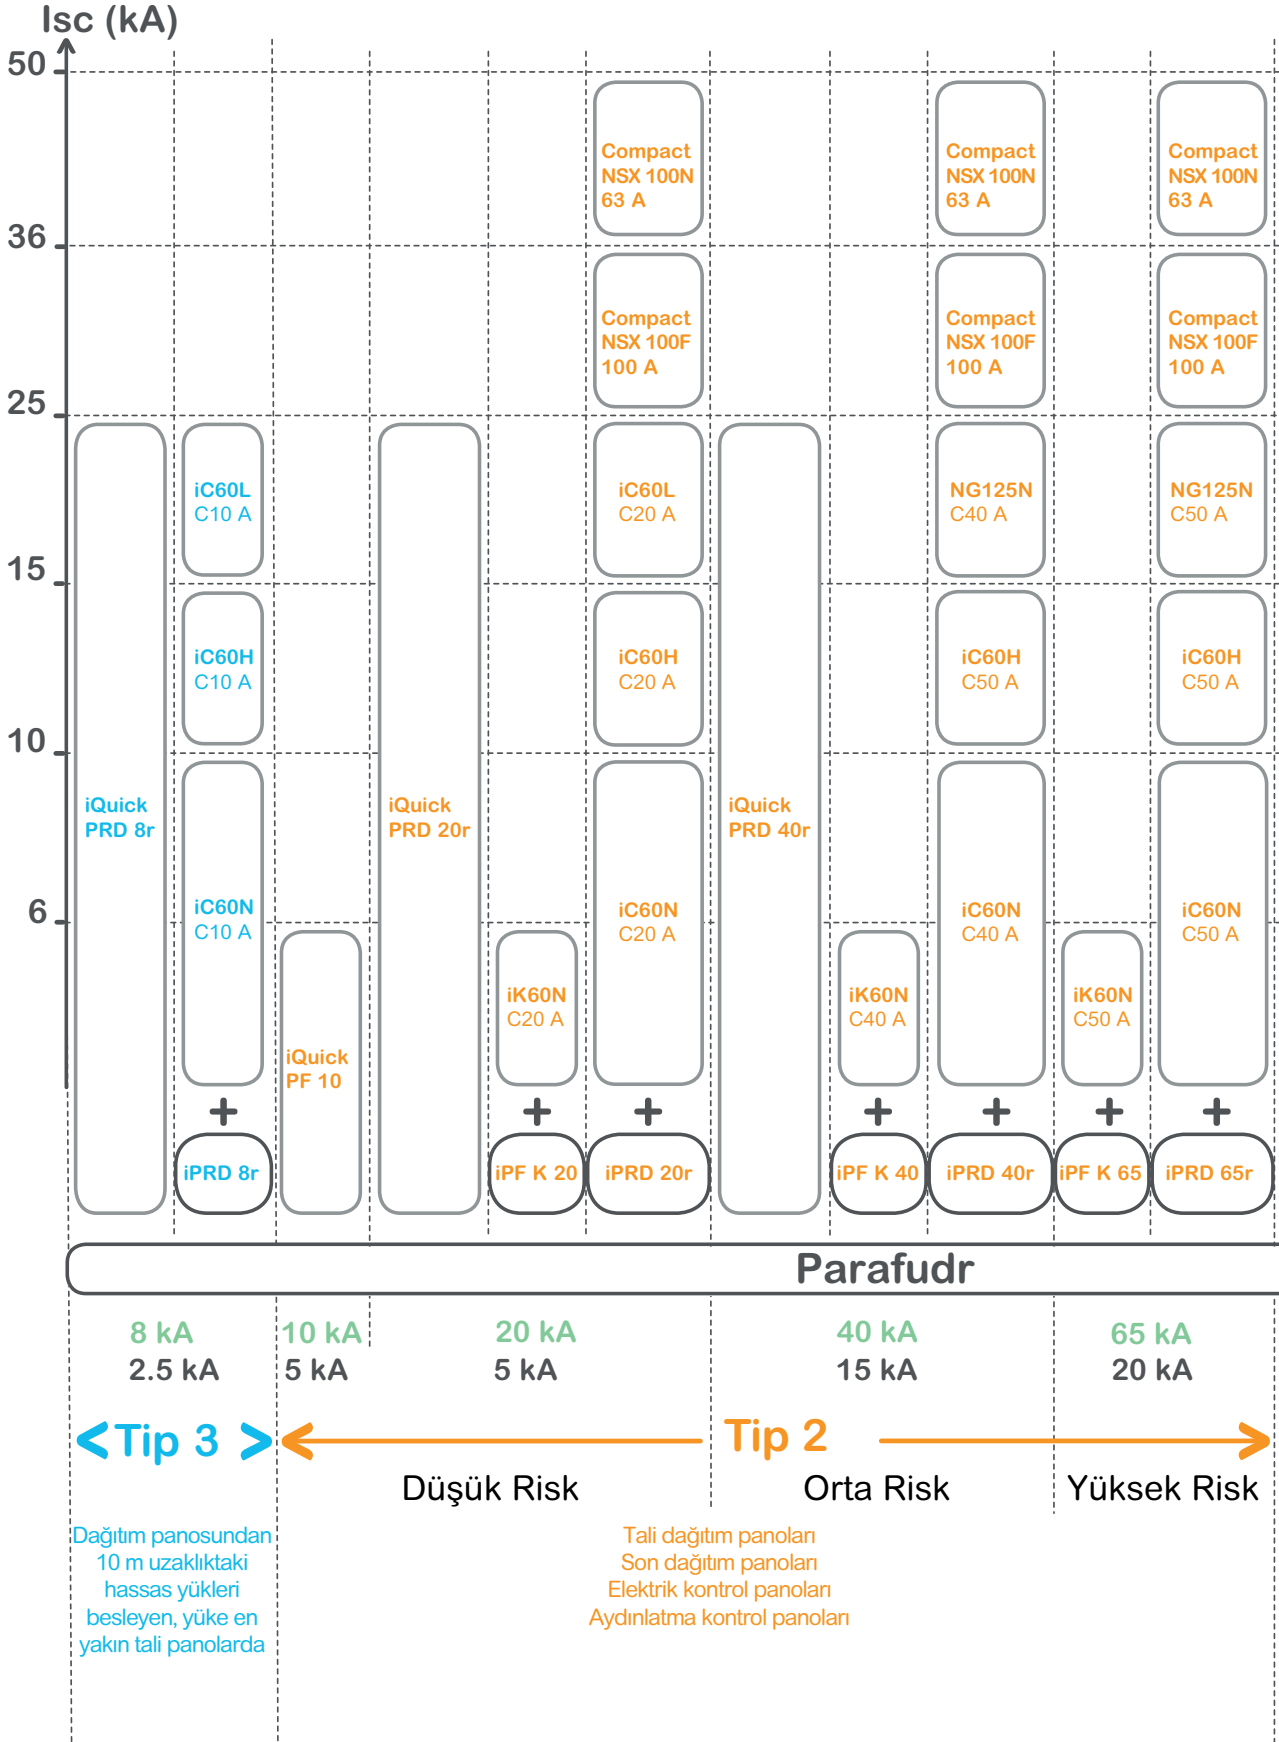 Isc (kA)
50
Compact
NSX 100N
63 A
Compact
NSX 100N
63 A
Compact
NSX 100N
63 A
36
Compact
NSX 100F
100 A
Compact
NSX 100F
100 A
Compact
NSX 100F
100 A
25
iC60L
C10 A
iC60L
C20 A
NG125N
C40 A
NG125N
C50 A
15
iC60H
C10 A
iC60H
C20 A
iC60H
C50 A
iC60H
C50 A
10
iQuick
PRD 8r
iQuick
PRD 20r
iQuick
PRD 40r
6
iC60N
C10 A
iC60N
C20 A
iC60N
C40 A
iC60N
C50 A
iQuick
PF 10
iK60N
C20 A
iK60N
C40 A
iK60N
C50 A
+ + + + + + +
iPRD 8r
iPF K 20
iPRD 20r
iPF K 40
iPRD 40r
iPF K 65
iPRD 65r
Parafudr
8 kA
2.5 kA
10 kA
5 kA
20 kA
5 kA
40 kA
15 kA
65 kA
20 kA
Tip 3
Tip 2
Düşük Risk
Orta Risk
Yüksek Risk
Dağıtım panosundan
10 m uzaklıktaki
hassas yükleri
besleyen, yüke en
yakın tali panolarda
Tali dağıtım panoları
Son dağıtım panoları
Elektrik kontrol panoları
Aydınlatma kontrol panoları